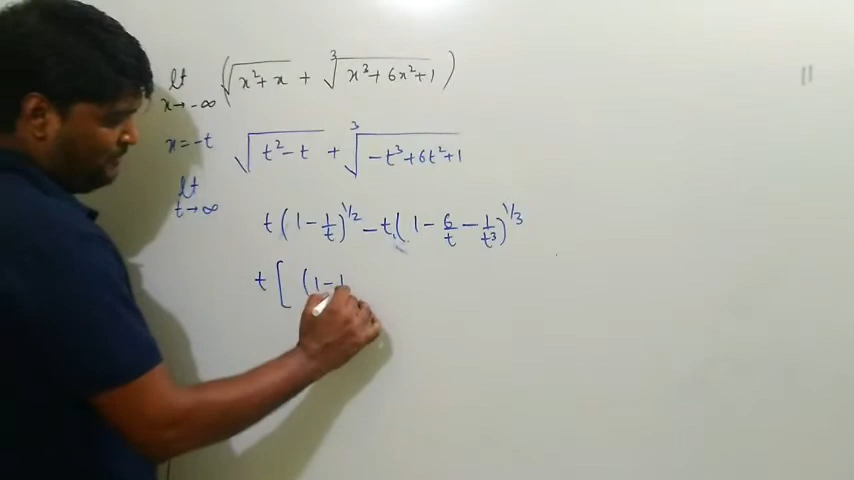 lt x→-∞ (√(x²+x) + ∛(x³+6x²+1))
x=-t √(t²-t) + ∛(-t³+6t²+1)
lt t→∞
t(1-1/t)^1/2 - t(1-6/t-1/t³)^1/3
t[(1-1